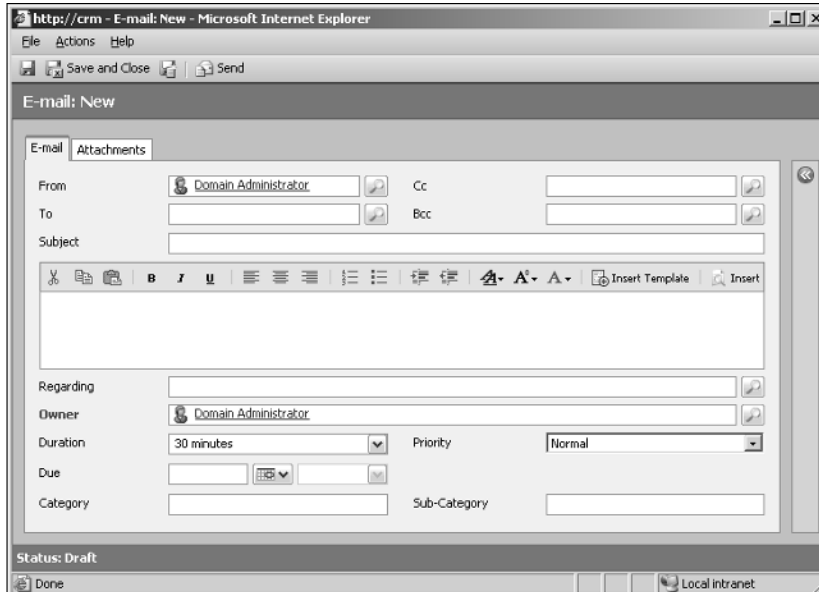 http://crm - E-mail: New - Microsoft Internet Explorer
File Actions Help
Save and Close Send
E-mail: New
E-mail Attachments
From Domain Administrator Cc
To Bcc
Subject
B I U A A A Insert Template Insert
Regarding
Owner Domain Administrator
Duration 30 minutes Priority Normal
Due
Category Sub-Category
Status: Draft
Done Local intranet